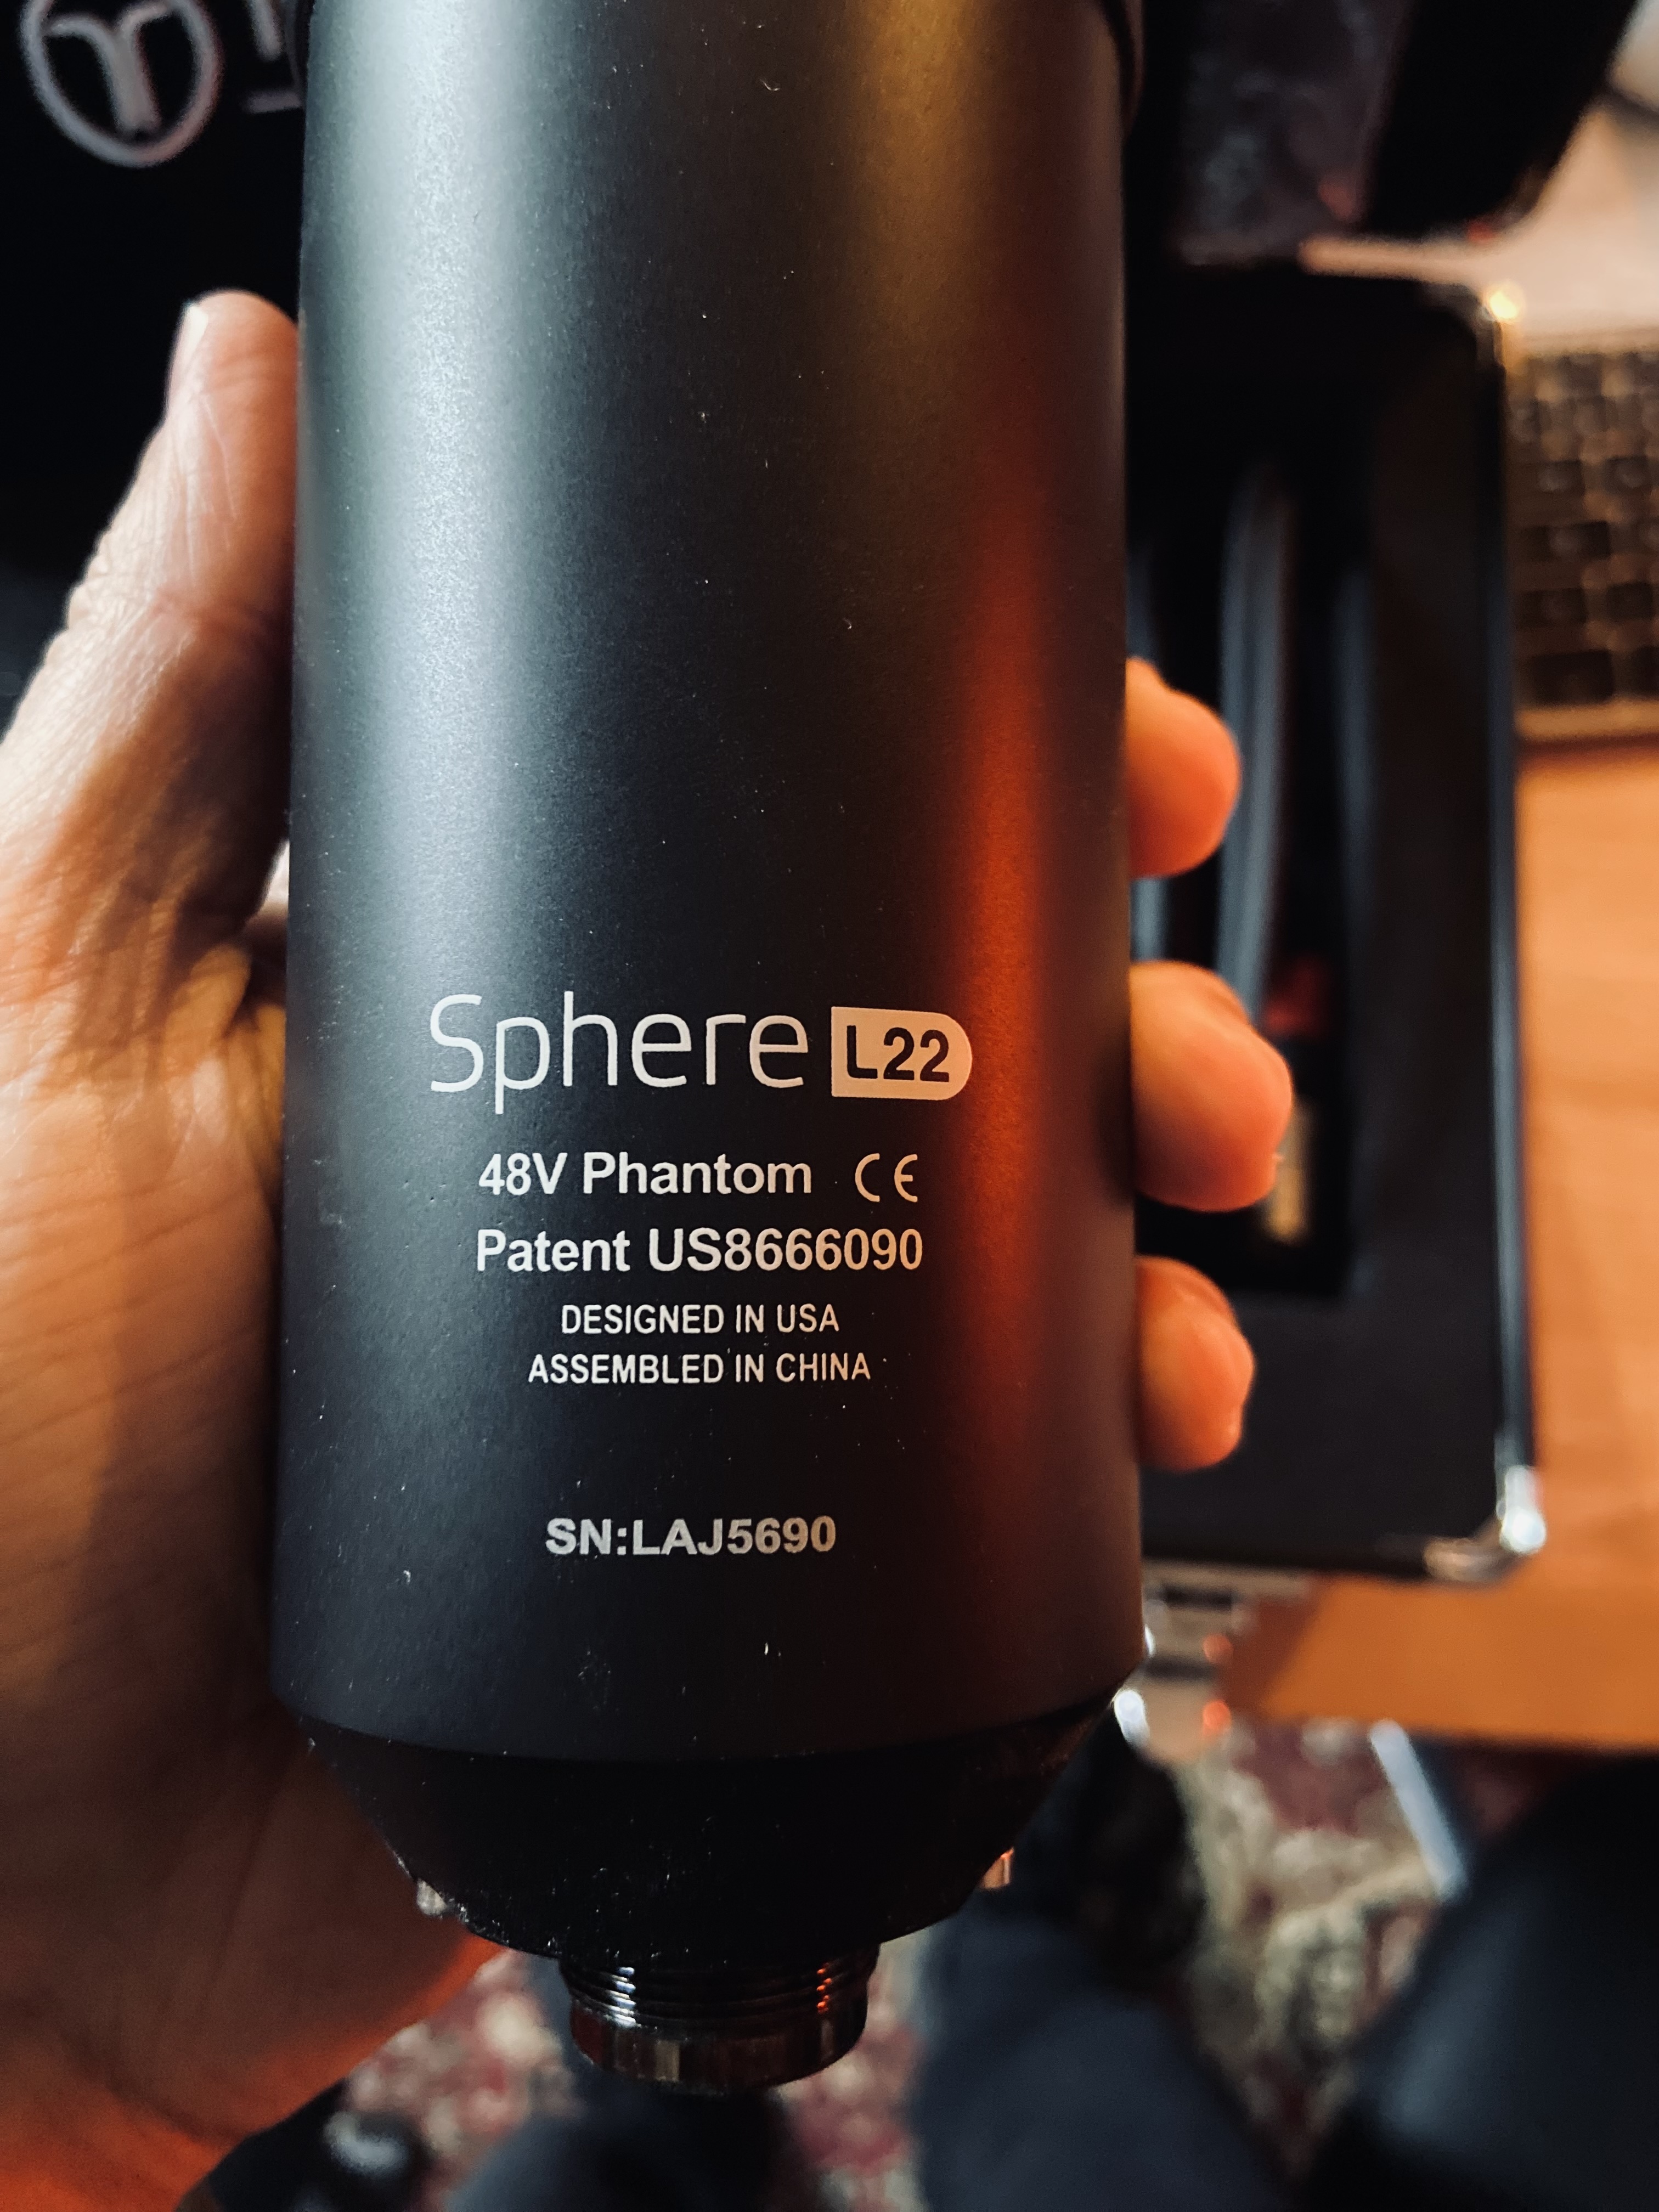 Sphere L22
48V Phantom CE
Patent US8666090
DESIGNED IN USA
ASSEMBLED IN CHINA
SN:LAJ5690